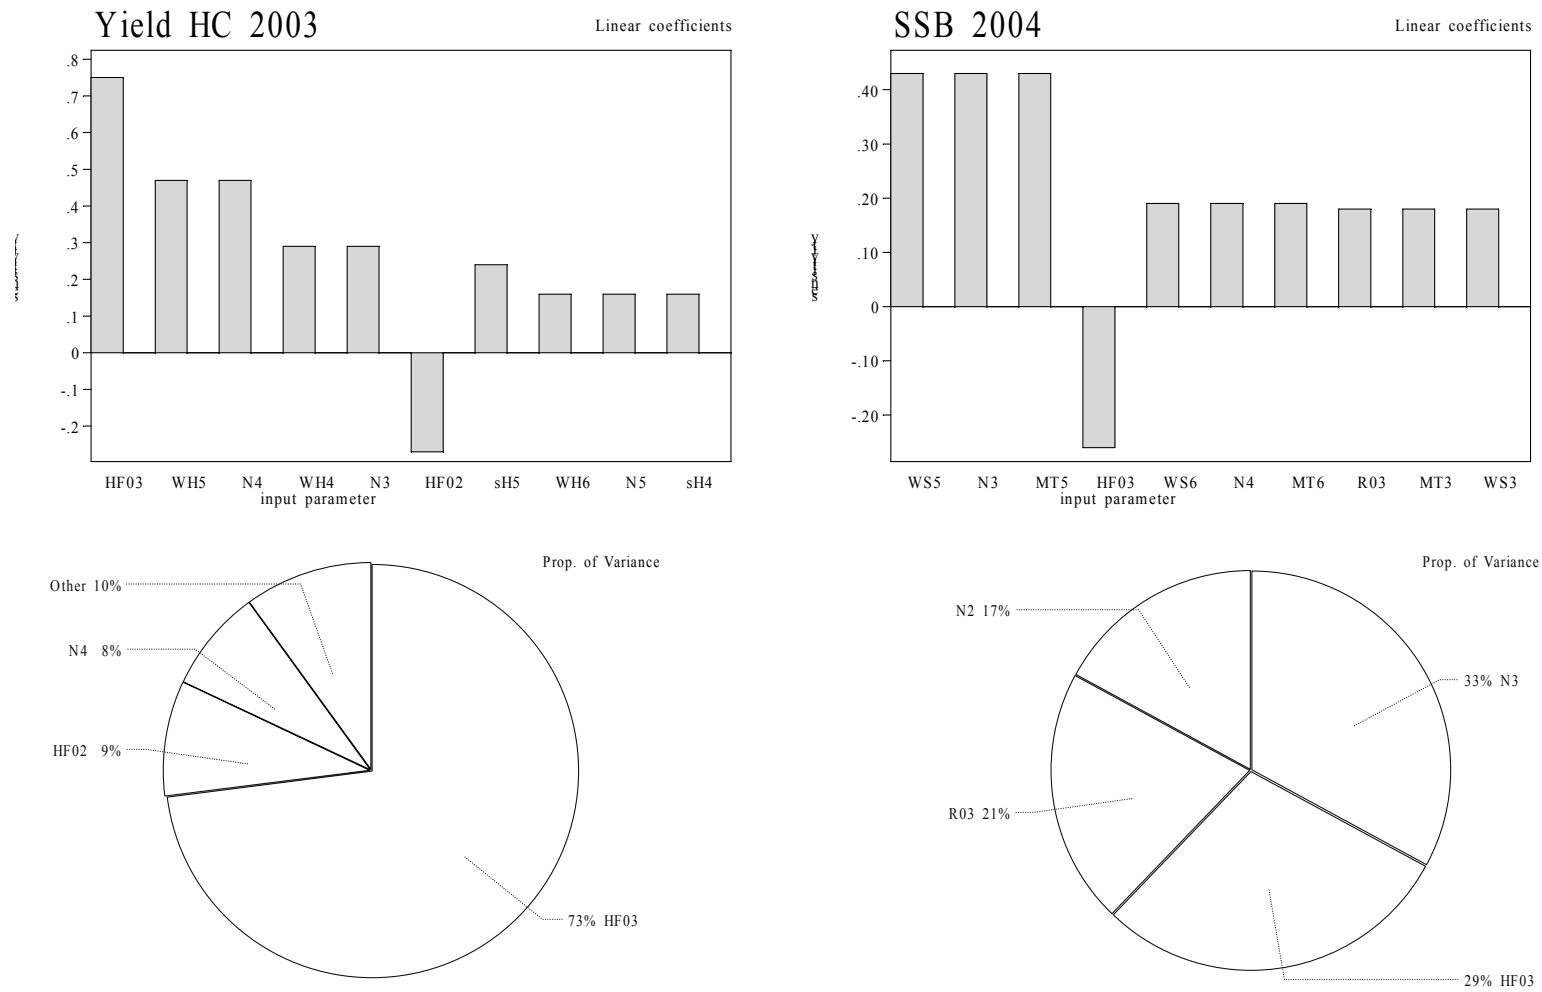 Yield HC 2003
Linear coefficients
.8
.7
.6
.5
.4
.3
.2
.1
0
-.1
-.2
HF03 WH5 N4 WH4 N3 HF02 sH5 WH6 N5 sH4
input parameter
SSB 2004
Linear coefficients
.40
.30
.20
.10
0
-.10
-.20
WS5 N3 MT5 HF03 WS6 N4 MT6 R03 MT3 WS3
input parameter
Prop. of Variance
Other 10%
N4 8%
HF02 9%
73% HF03
Prop. of Variance
N2 17%
33% N3
R03 21%
29% HF03